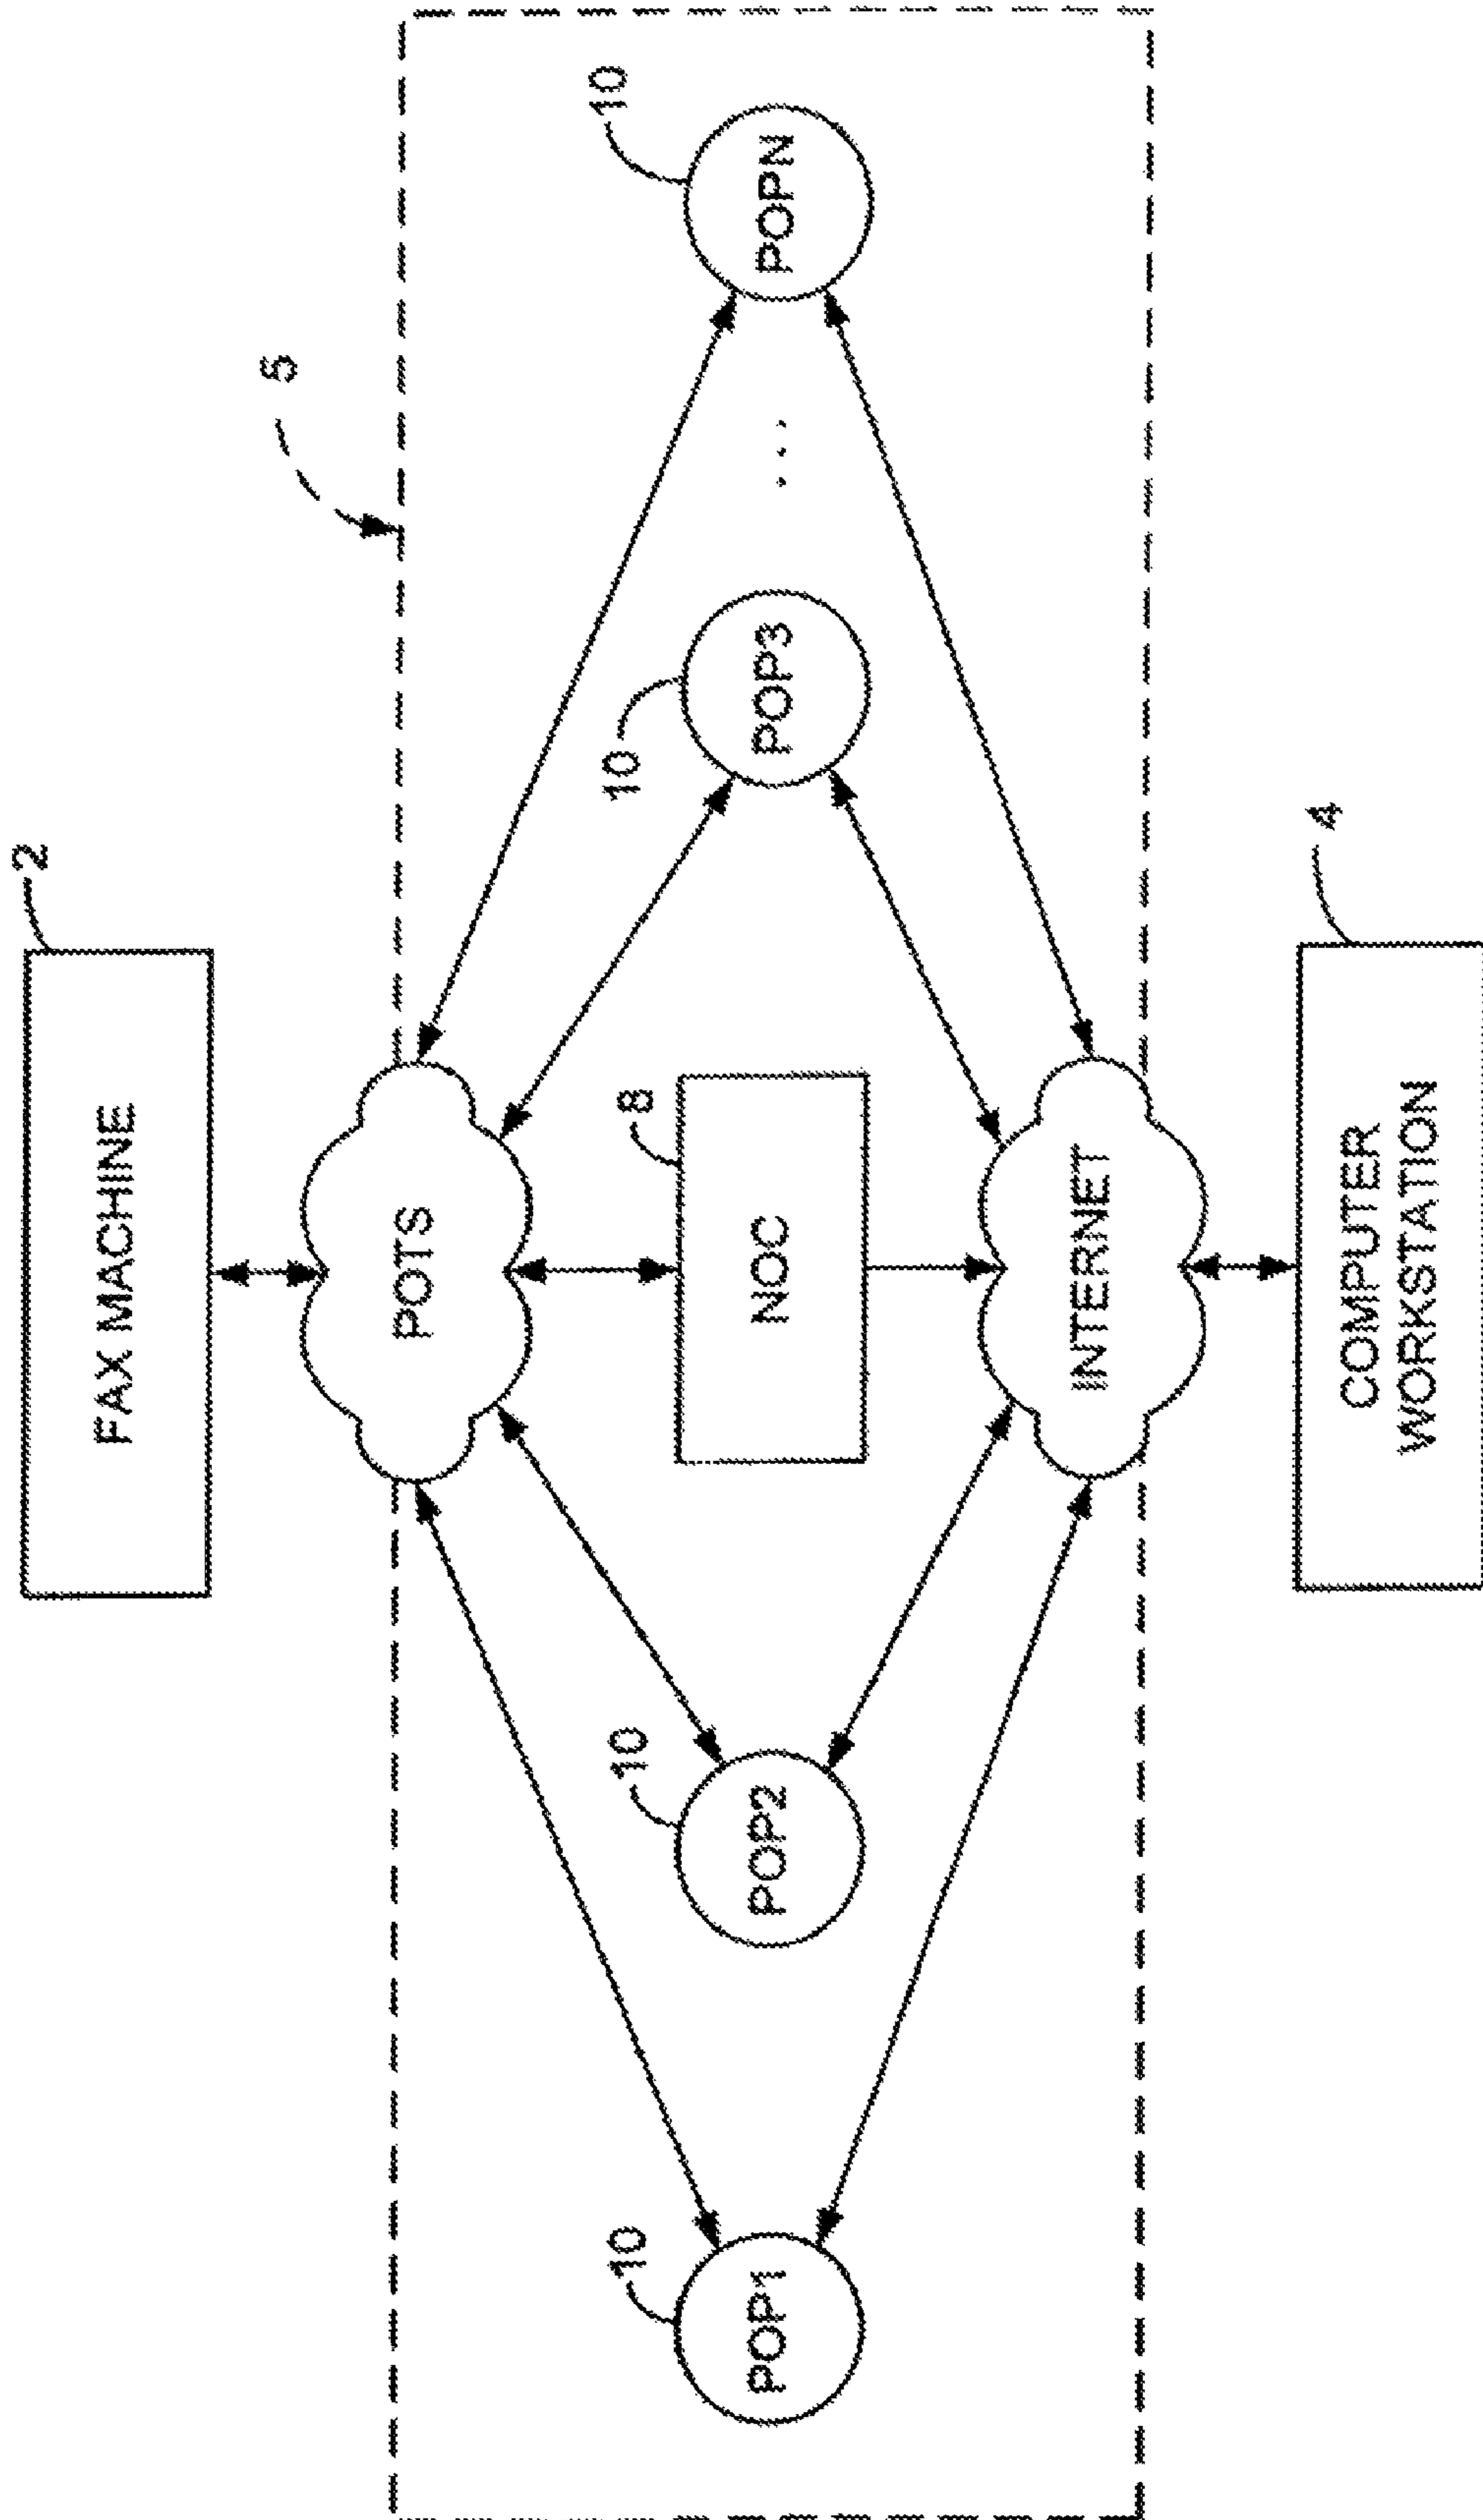 2
FAX MACHINE
5
POTS
10
10
8
10
10
POP1
POP2
NOC
POP3
. . .
POPN
INTERNET
4
COMPUTER
WORKSTATION